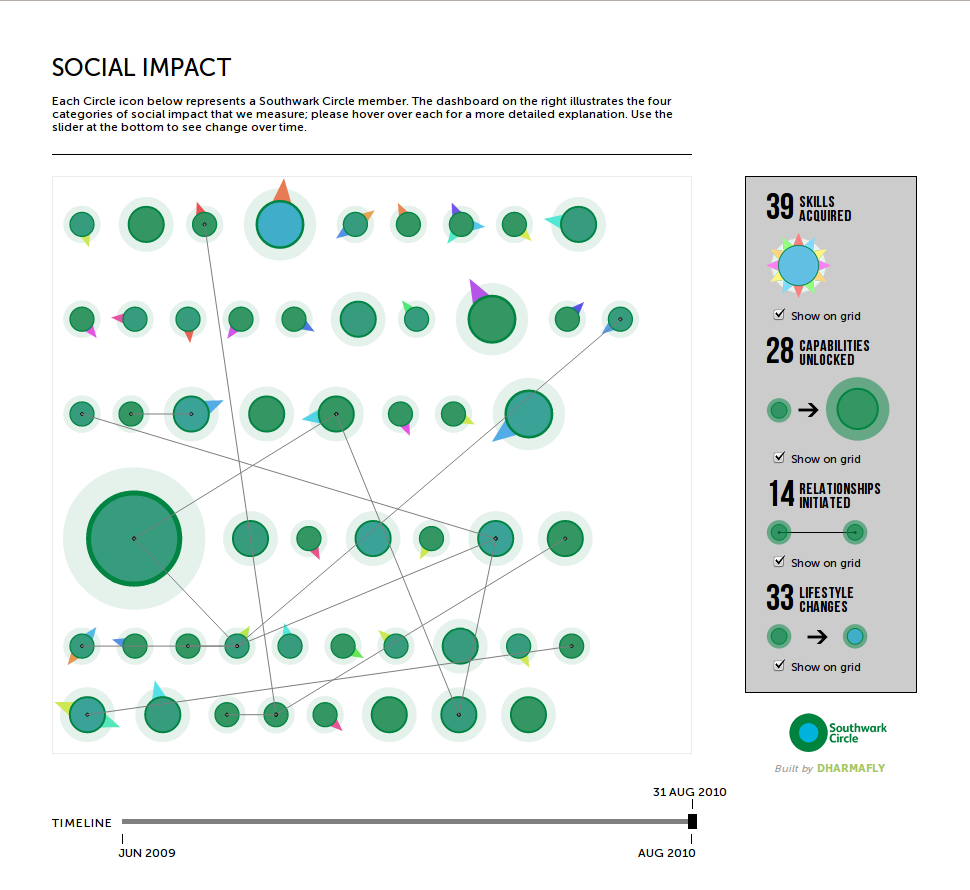 SOCIAL IMPACT
Each Circle icon below represents a Southwark Circle member. The dashboard on the right illustrates the four
categories of social impact that we measure; please hover over each for a more detailed explanation. Use the
slider at the bottom to see change over time.
39 SKILLS
ACQUIRED
Show on grid
28 CAPABILITIES
UNLOCKED
Show on grid
14 RELATIONSHIPS
INITIATED
Show on grid
33 LIFESTYLE
CHANGES
Show on grid
Southwark
Circle
Built by DHARMAFLY
31 AUG 2010
TIMELINE
JUN 2009
AUG 2010